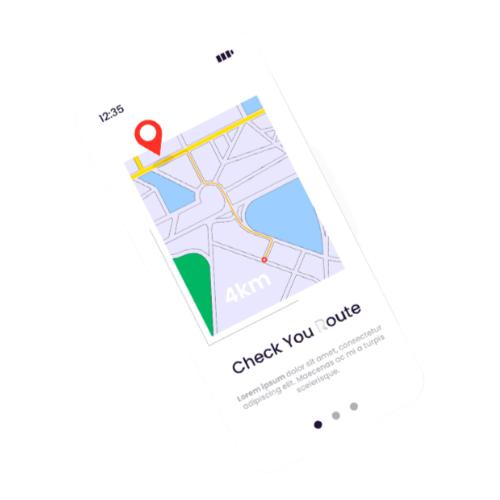 12:35
4km
Check You Route
Lorem ipsum dolor sit amet, consectetur
adipiscing elit. Maecenas ac mi a turpis
scelerisque.